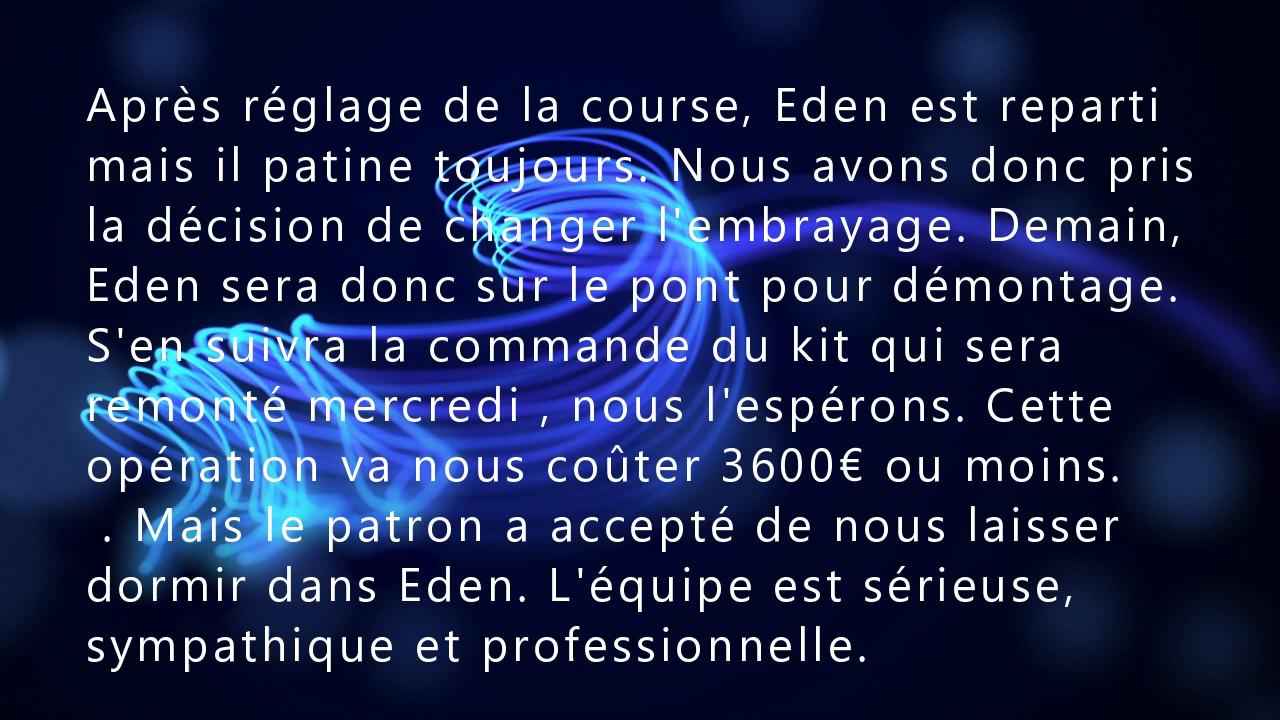 Après réglage de la course, Eden est reparti
mais il patine toujours. Nous avons donc pris
la décision de changer l'embrayage. Demain,
Eden sera donc sur le pont pour démontage.
S'en suivra la commande du kit qui sera
remonté mercredi , nous l'espérons. Cette
opération va nous coûter 3600€ ou moins.
. Mais le patron a accepté de nous laisser
dormir dans Eden. L'équipe est sérieuse,
sympathique et professionnelle.